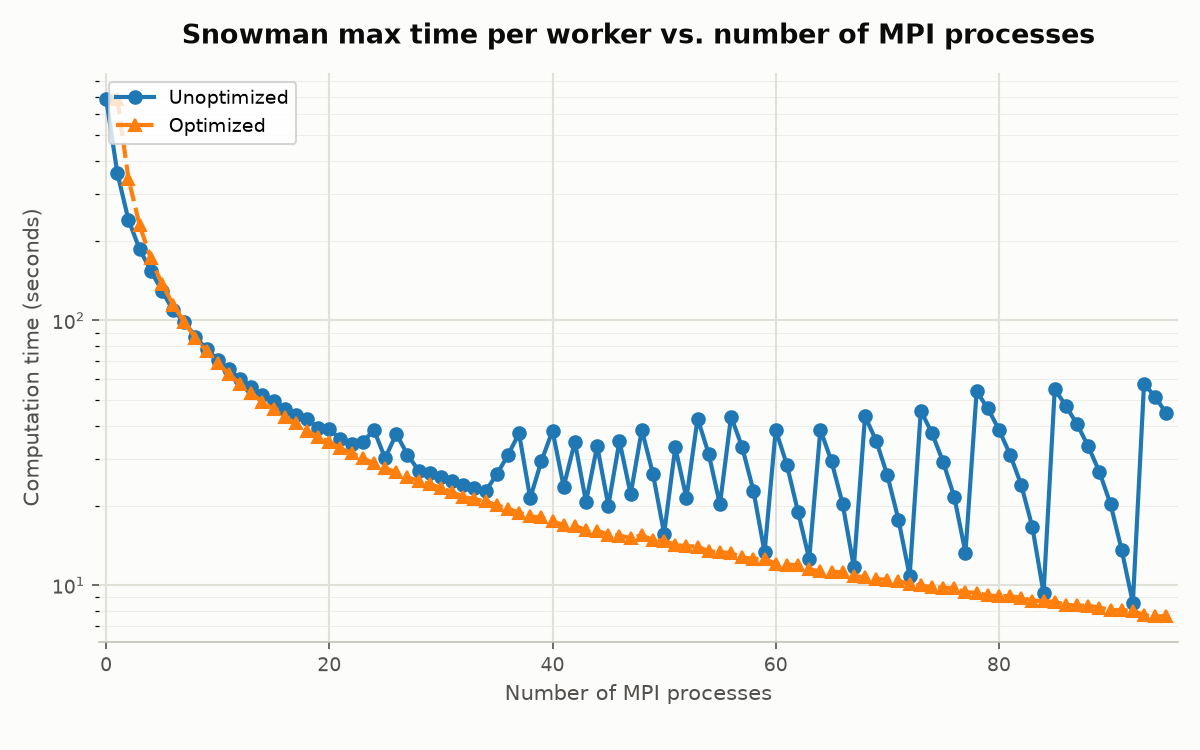 Snowman max time per worker vs. number of MPI processes
Unoptimized
Optimized
Computation time (seconds)
10²
10¹
0 20 40 60 80
Number of MPI processes